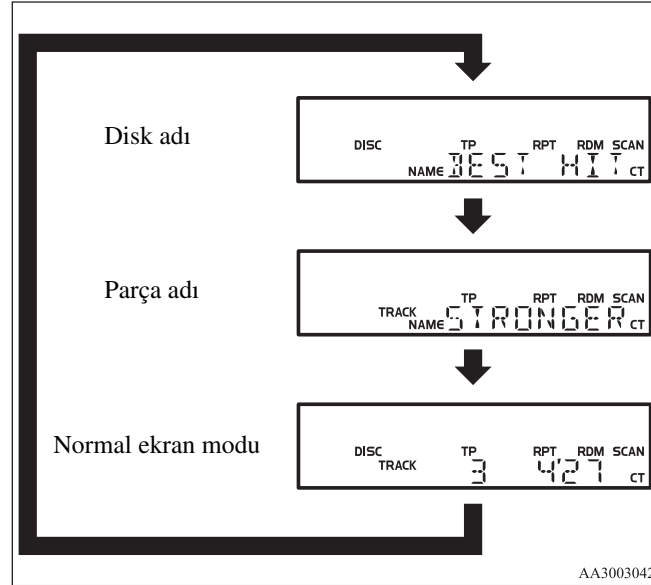 Disk adı
DISC TP RPT RDM SCAN
NAME BEST HIT CT
Parça adı
TRACK TP RPT RDM SCAN
NAME STRONGER CT
Normal ekran modu
DISC TP RPT RDM SCAN
TRACK 3 4'27 CT
AA3003042